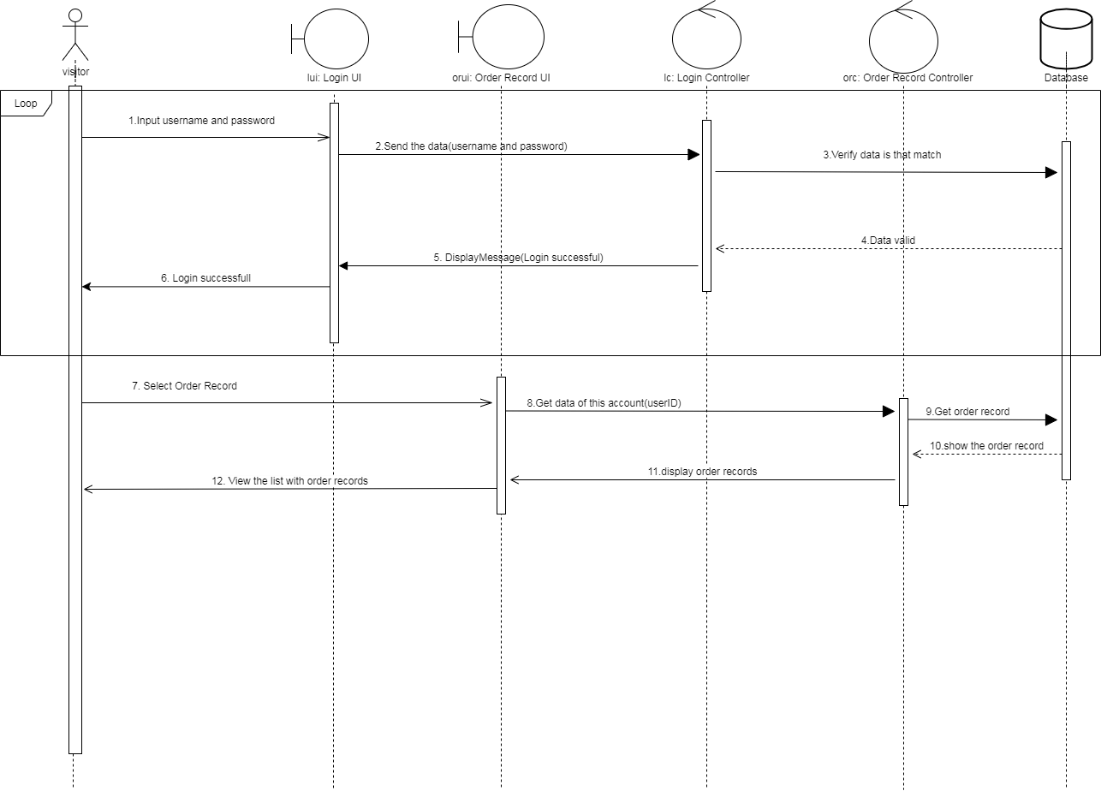 visitor
lui: Login UI
orui: Order Record UI
lc: Login Controller
orc: Order Record Controller
Database
Loop
1.Input username and password
2.Send the data(username and password)
3.Verify data is that match
4.Data valid
5. DisplayMessage(Login successful)
6. Login successfull
7. Select Order Record
8.Get data of this account(userID)
9.Get order record
10.show the order record
11.display order records
12. View the list with order records